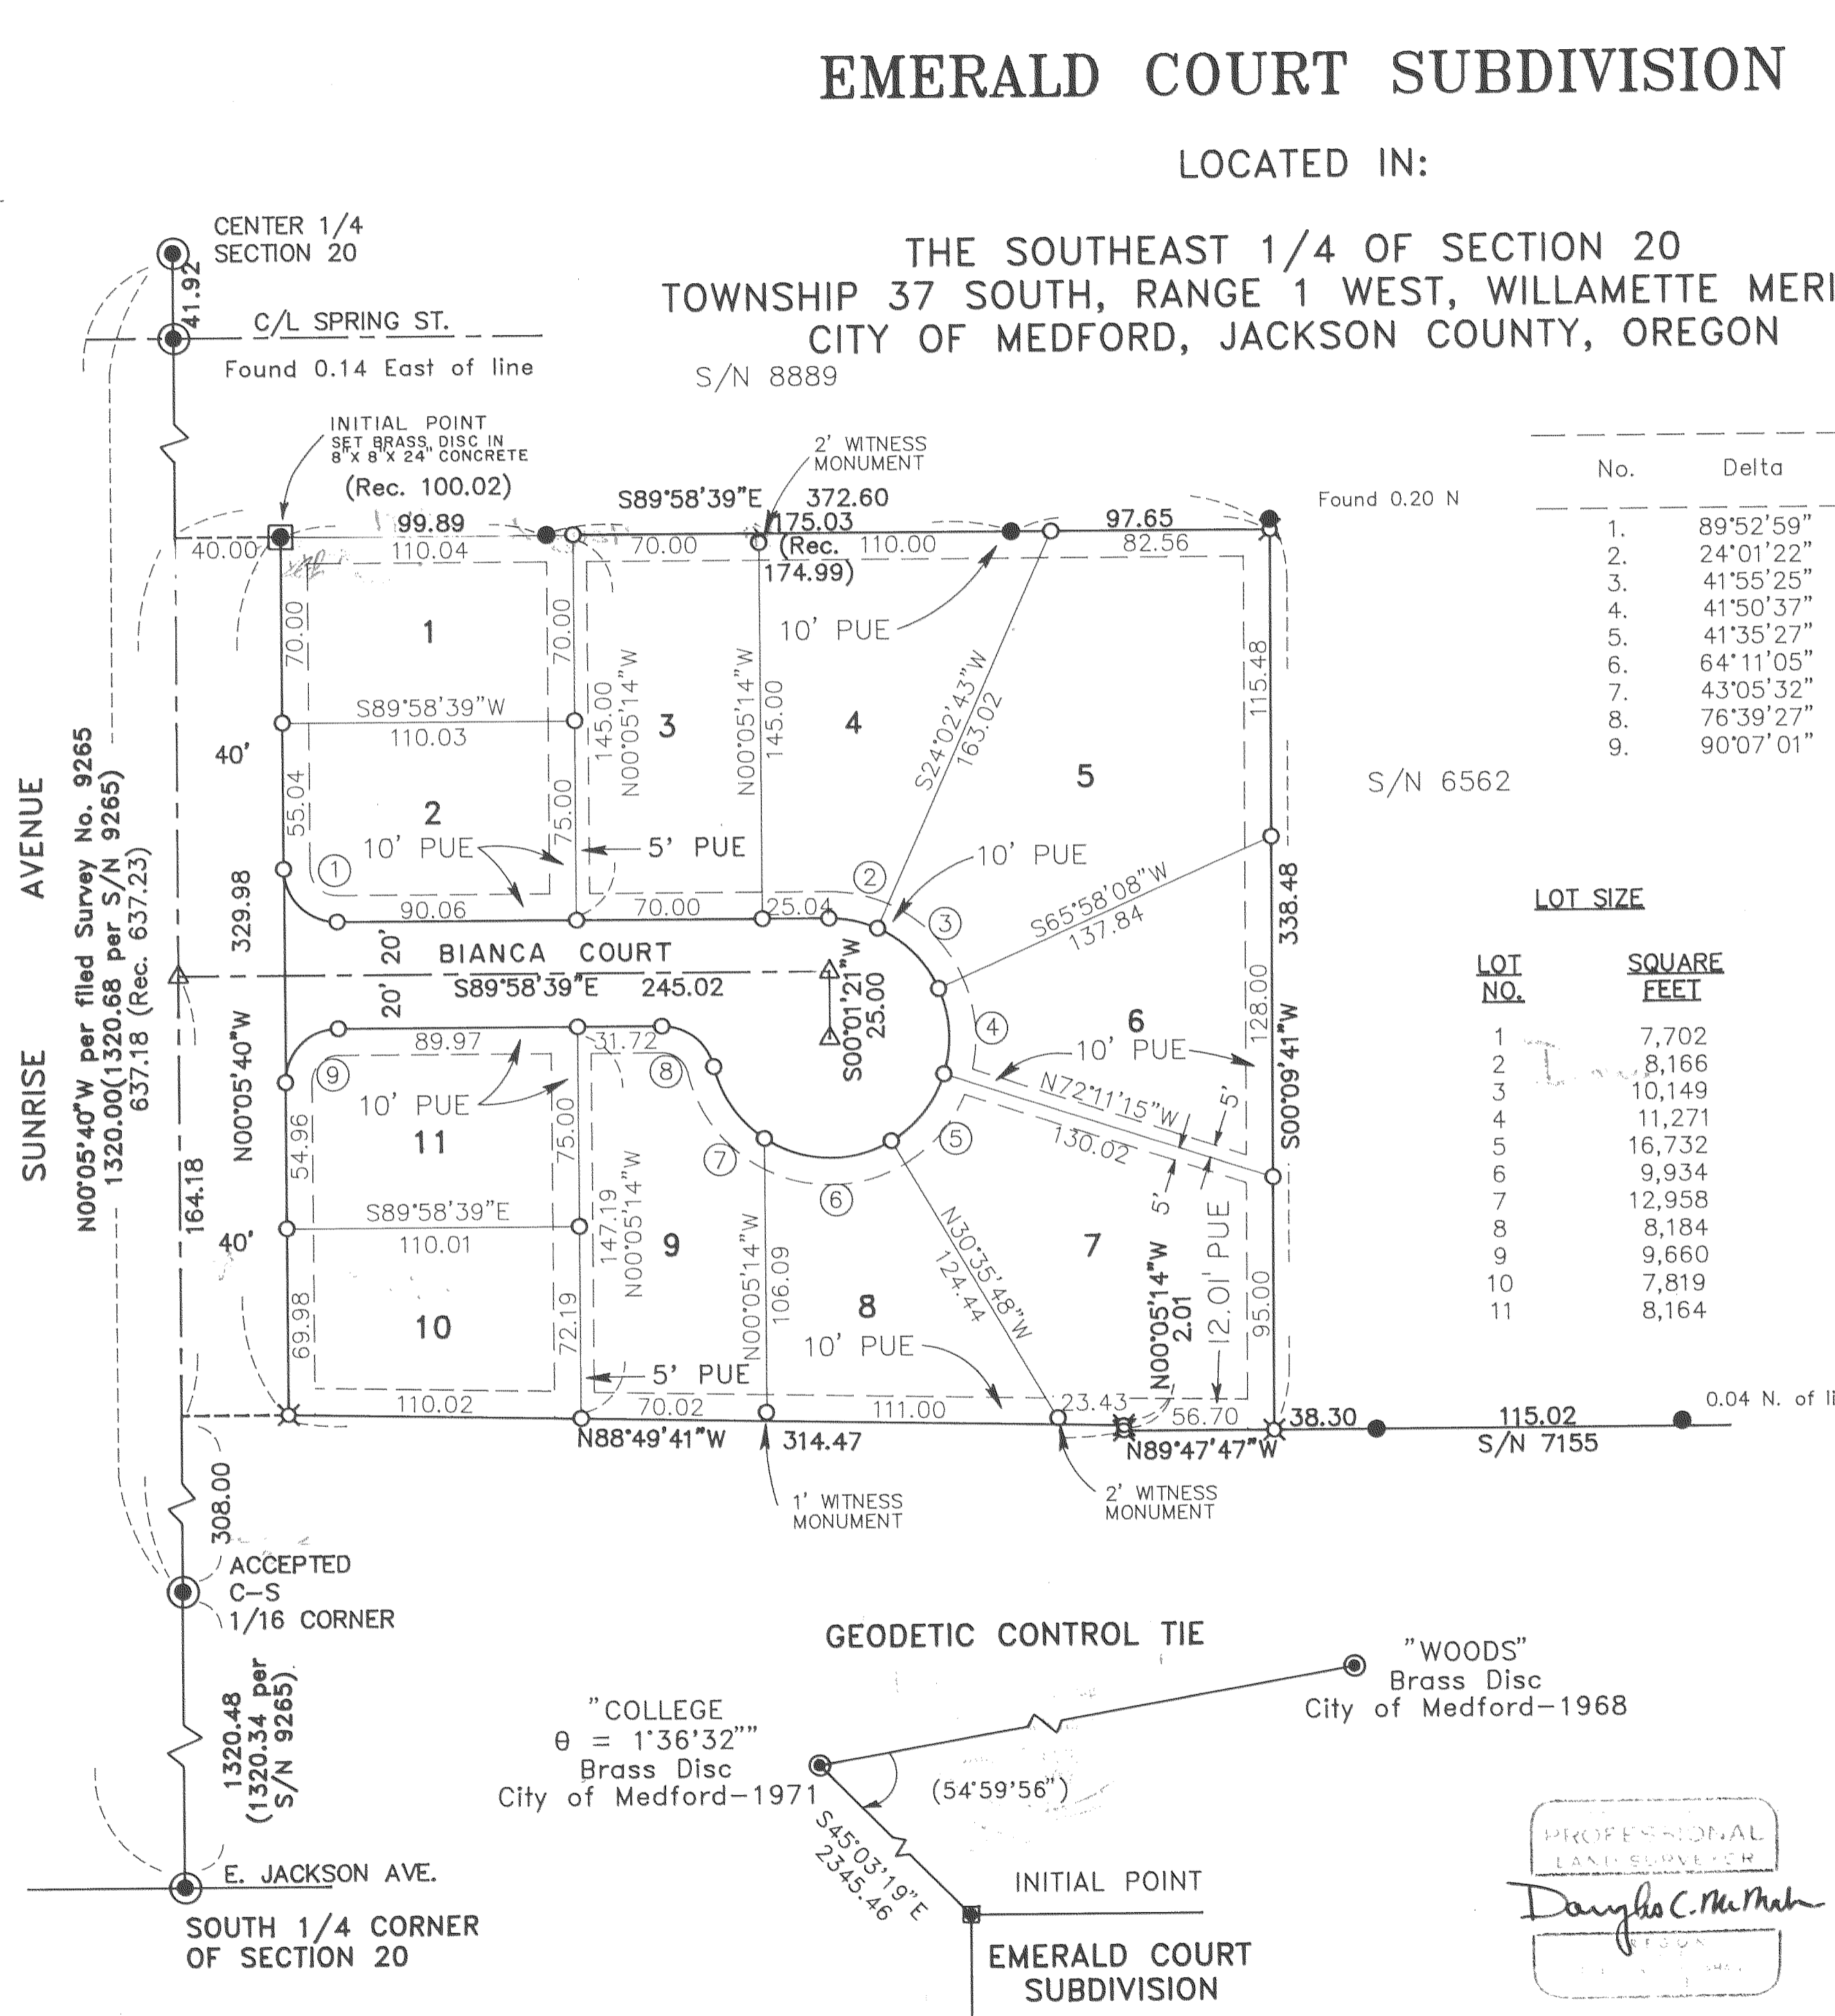 EMERALD COURT SUBDIVISION
LOCATED IN:
THE SOUTHEAST 1/4 OF SECTION 20
TOWNSHIP 37 SOUTH, RANGE 1 WEST, WILLAMETTE MERI
CITY OF MEDFORD, JACKSON COUNTY, OREGON
CENTER 1/4
SECTION 20
41.92
C/L SPRING ST.
Found 0.14 East of line
S/N 8889
INITIAL POINT
SET BRASS DISC IN
8"X 8"X 24" CONCRETE
(Rec. 100.02)
2' WITNESS
MONUMENT
S89°58'39"E 372.60
99.89
175.03
97.65
Found 0.20 N
40.00
110.04
70.00
(Rec.
174.99)
110.00
82.56
No. Delta
1. 89°52'59"
2. 24°01'22"
3. 41°55'25"
4. 41°50'37"
5. 41°35'27"
6. 64°11'05"
7. 43°05'32"
8. 76°39'27"
9. 90°07'01"
70.00
1
70.00
10' PUE
S89°58'39"W
110.03
145.00
N00°05'14"W
3
N00°05'14"W
145.00
4
S24°02'43"W
163.02
5
115.48
S/N 6562
40'
55.04
2
75.00
10' PUE
5' PUE
1
2
10' PUE
3
S65°58'08"W
137.84
90.06
70.00
25.04
20'
BIANCA COURT
S89°58'39"E 245.02
20'
S00°01'21"W
25.00
338.48
128.00
S00°09'41"W
SUNRISE AVENUE
N00°05'40"W per filed Survey No. 9265
1320.00(1320.68 per S/N 9265)
637.18 (Rec. 637.23)
329.98
N00°05'40"W
164.18
LOT SIZE
LOT
NO.
SQUARE
FEET
1 7,702
2 8,166
3 10,149
4 11,271
5 16,732
6 9,934
7 12,958
8 8,184
9 9,660
10 7,819
11 8,164
89.97
31.72
9
10' PUE
8
4
6
10' PUE
N72°11'15"W
130.02
5'
5'
54.96
11
75.00
7
6
5
S89°58'39"E
110.01
147.19
N00°05'14"W
9
N00°05'14"W
106.09
N30°35'48"W
124.44
7
N00°05'14"W
2.01
12.01' PUE
95.00
40'
69.98
10
72.19
8
10' PUE
5' PUE
110.02
70.02
111.00
23.43
56.70
38.30
115.02
S/N 7155
0.04 N. of li
N88°49'41"W 314.47
N89°47'47"W
1' WITNESS
MONUMENT
2' WITNESS
MONUMENT
308.00
ACCEPTED
C-S
1/16 CORNER
1320.48
(1320.34 per
S/N 9265).
E. JACKSON AVE.
SOUTH 1/4 CORNER
OF SECTION 20
GEODETIC CONTROL TIE
"WOODS"
Brass Disc
City of Medford-1968
"COLLEGE
θ = 1°36'32""
Brass Disc
City of Medford-1971
(54°59'56")
S45°03'19"E
2345.46
INITIAL POINT
EMERALD COURT
SUBDIVISION
PROFESSIONAL
LAND SURVEYOR
Douglas C. McMah